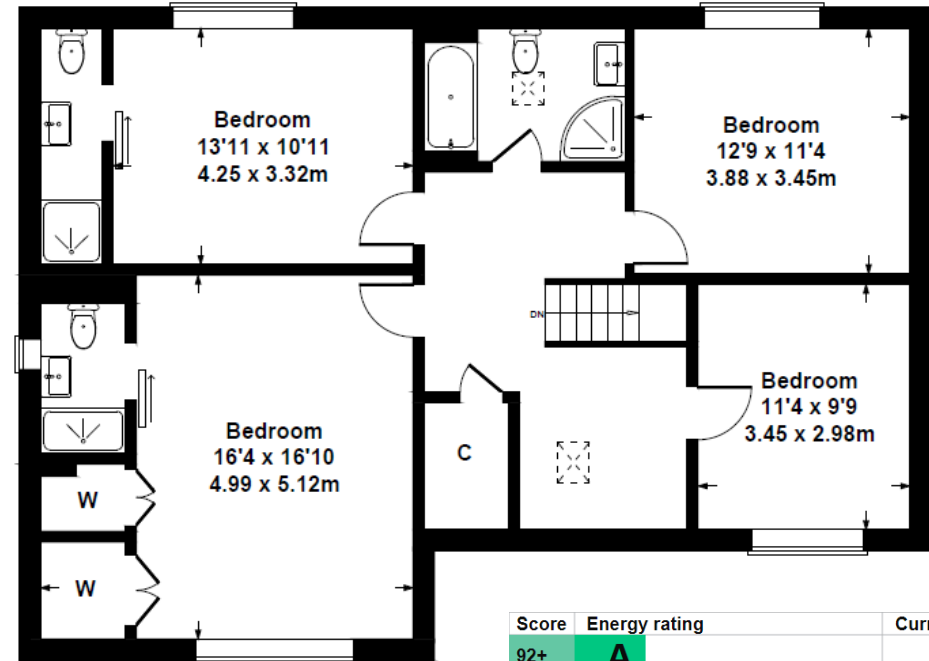 Bedroom
13'11 x 10'11
4.25 x 3.32m
Bedroom
12'9 x 11'4
3.88 x 3.45m
DN
Bedroom
11'4 x 9'9
3.45 x 2.98m
Bedroom
16'4 x 16'10
4.99 x 5.12m
C
W
W
Score Energy rating Curr
92+ A